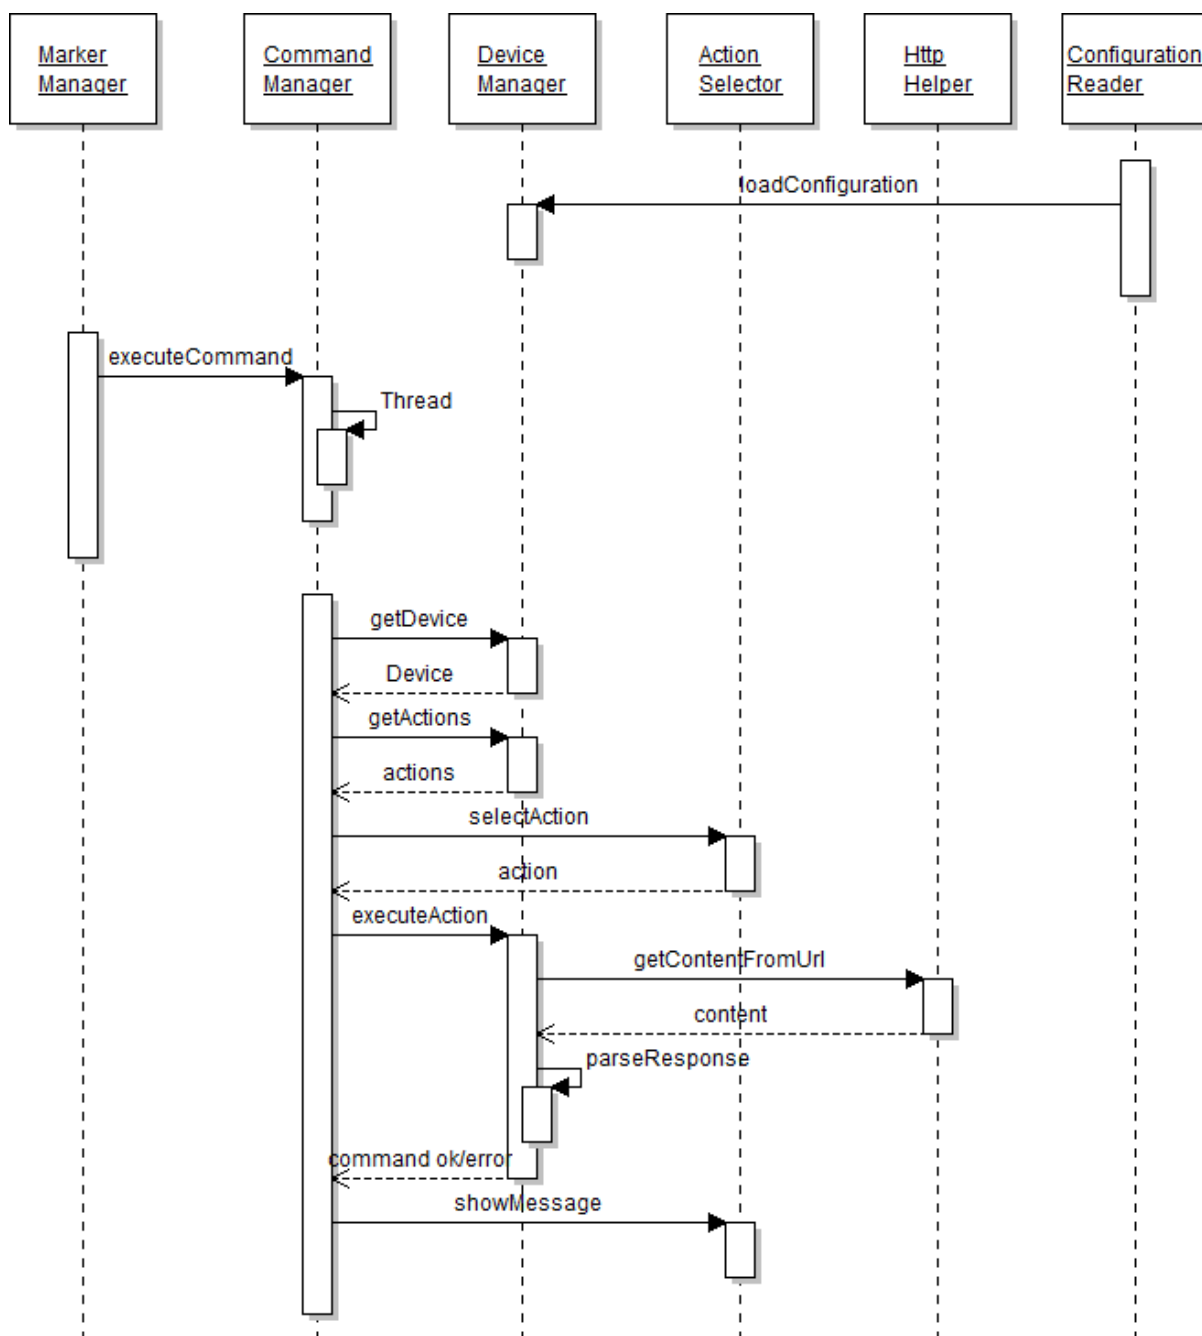 Marker
Manager
Command
Manager
Device
Manager
Action
Selector
Http
Helper
Configuration
Reader
loadConfiguration
executeCommand
Thread
getDevice
Device
getActions
actions
selectAction
action
executeAction
getContentFromUrl
content
parseResponse
command ok/error
showMessage